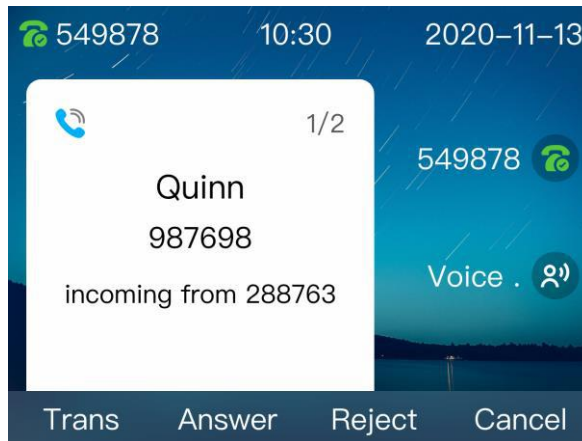 549878 10:30 2020-11-13
1/2
549878
Quinn
987698
Voice .
incoming from 288763
Trans Answer Reject Cancel